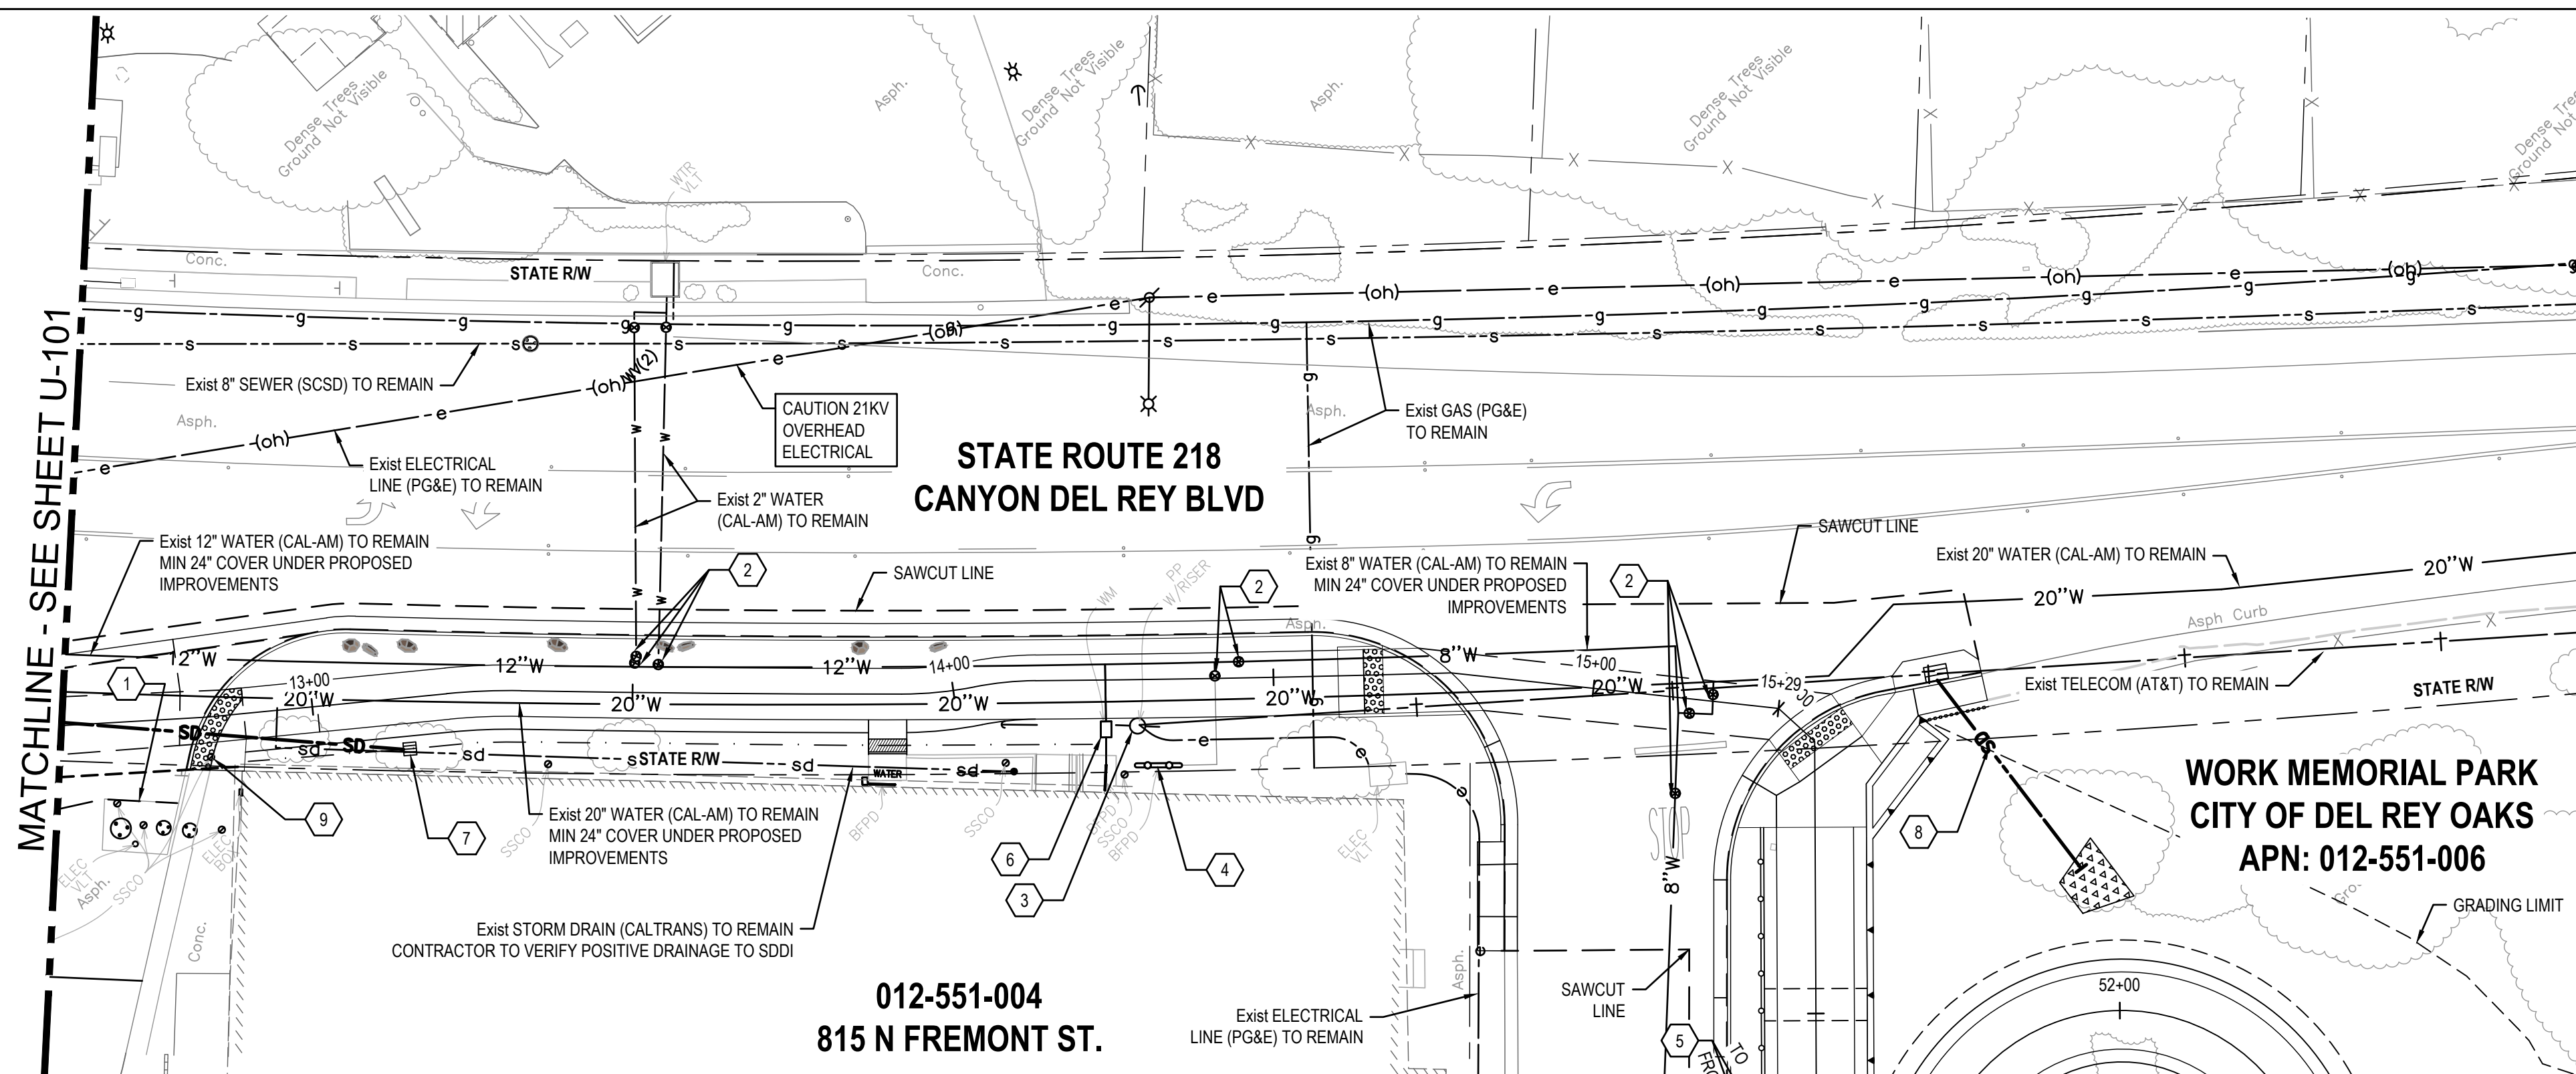 Dense Trees
Ground Not Visible
Asph.
Dense Trees
Ground Not Visible
Asph.
Dense Trees
Ground Not Visible
WTR
VLT
Conc.
STATE R/W
Conc.
e (oh) e (oh) e (oh) e
g g g g g g g g g g g g g
s s s s s s s s s s s s s s
(oh)
WV(2)
Exist 8" SEWER (SCSD) TO REMAIN
Asph.
CAUTION 21KV
OVERHEAD
ELECTRICAL
Asph.
Exist GAS (PG&E)
TO REMAIN
Exist ELECTRICAL
LINE (PG&E) TO REMAIN
STATE ROUTE 218
CANYON DEL REY BLVD
Exist 2" WATER
(CAL-AM) TO REMAIN
MATCHLINE - SEE SHEET U-101
Exist 12" WATER (CAL-AM) TO REMAIN
MIN 24" COVER UNDER PROPOSED
IMPROVEMENTS
2
SAWCUT LINE
WM
PP
W/RISER
2
Exist 8" WATER (CAL-AM) TO REMAIN
MIN 24" COVER UNDER PROPOSED
IMPROVEMENTS
2
SAWCUT LINE
Exist 20" WATER (CAL-AM) TO REMAIN
20"W
20"W
Asph Curb
Asph.
12"W
12"W
12"W
14+00
8"W
15+00
1
13+00
20"W
20"W
20"W
20"W
20"W
15+29
Exist TELECOM (AT&T) TO REMAIN
STATE R/W
SD
SD
sd
sd
STATE R/W
sd
sd
e
e
WATER
SD
9
7
SSCO
Exist 20" WATER (CAL-AM) TO REMAIN
MIN 24" COVER UNDER PROPOSED
IMPROVEMENTS
BFPD
SSCO
BFPD
SSCO
BFPD
6
3
4
ELEC
VLT
STOP
8"W
8
WORK MEMORIAL PARK
CITY OF DEL REY OAKS
APN: 012-551-006
ELEC
VLT
Asph.
SSCO
ELEC
BOX
Conc.
Exist STORM DRAIN (CALTRANS) TO REMAIN
CONTRACTOR TO VERIFY POSITIVE DRAINAGE TO SDDI
GRADING LIMIT
012-551-004
815 N FREMONT ST.
Asph.
Exist ELECTRICAL
LINE (PG&E) TO REMAIN
SAWCUT
LINE
5
TO
52+00